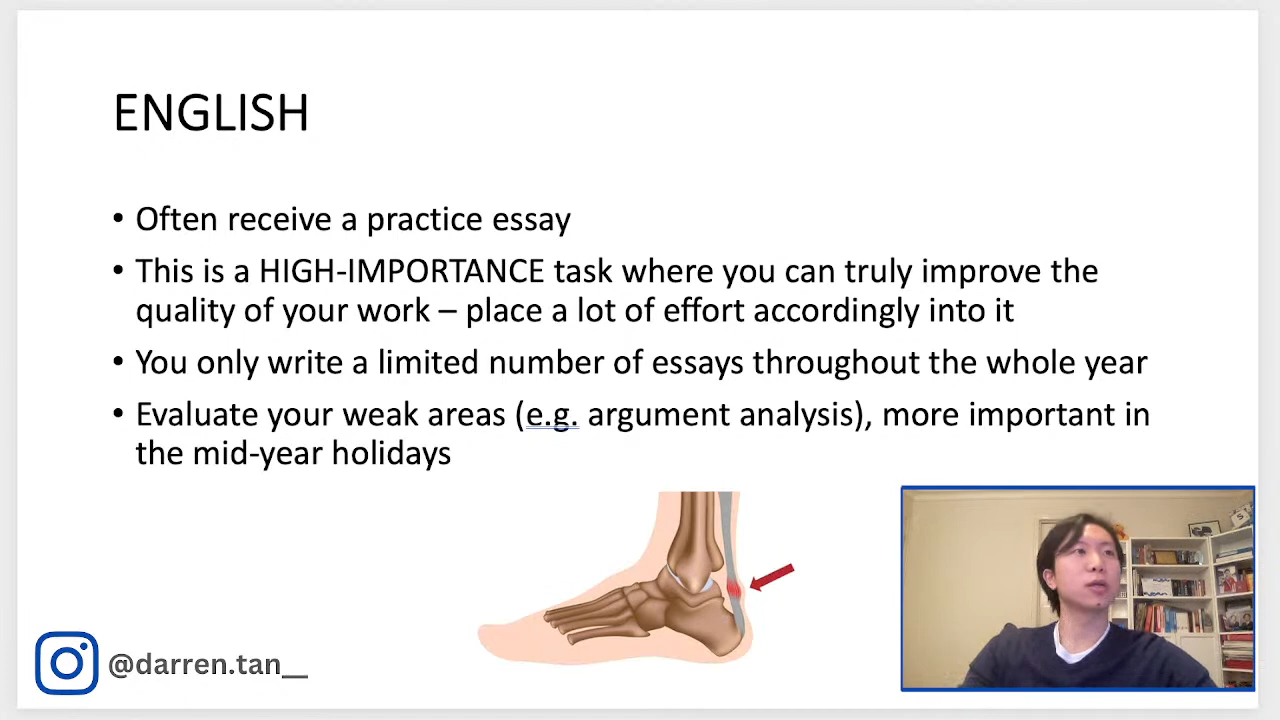 ENGLISH
• Often receive a practice essay
• This is a HIGH-IMPORTANCE task where you can truly improve the
quality of your work – place a lot of effort accordingly into it
• You only write a limited number of essays throughout the whole year
• Evaluate your weak areas (e.g. argument analysis), more important in
the mid-year holidays
@darren.tan__